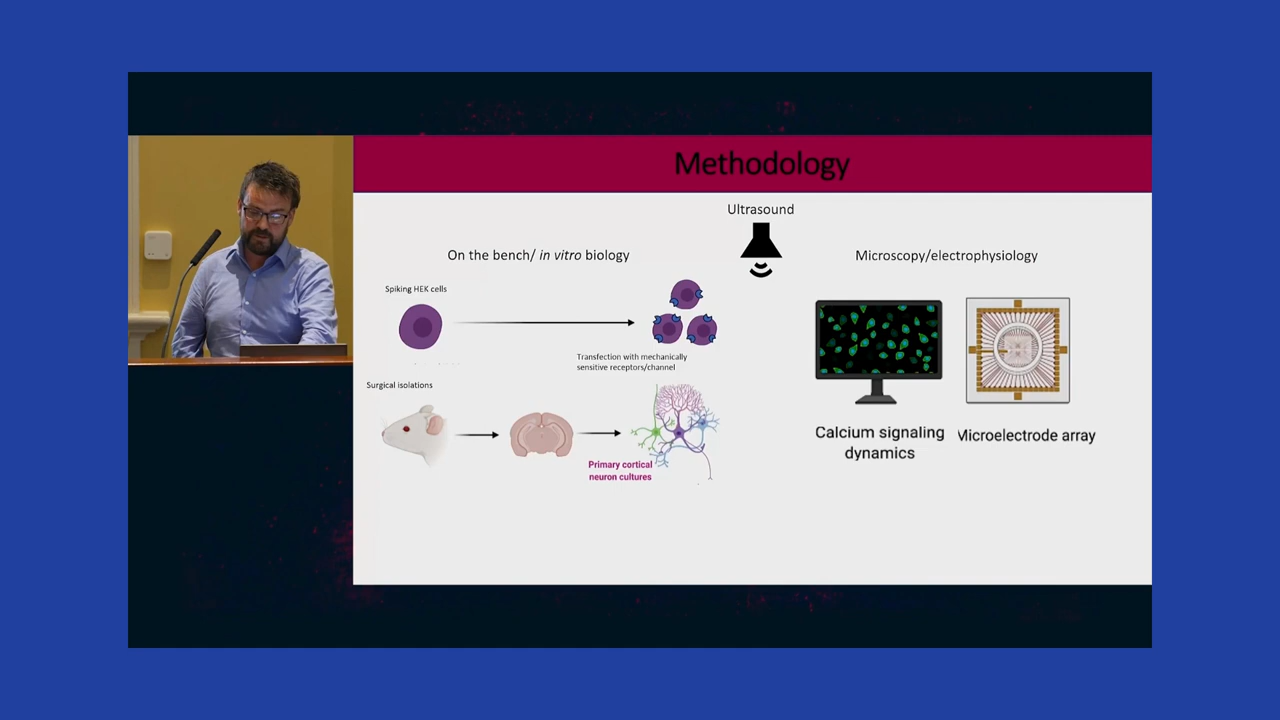 Methodology
Ultrasound
On the bench/ in vitro biology
Microscopy/electrophysiology
Spiking HEK cells
Transfection with mechanically
sensitive receptors/channel
Surgical isolations
Primary cortical
neuron cultures
Calcium signaling
dynamics
Microelectrode array